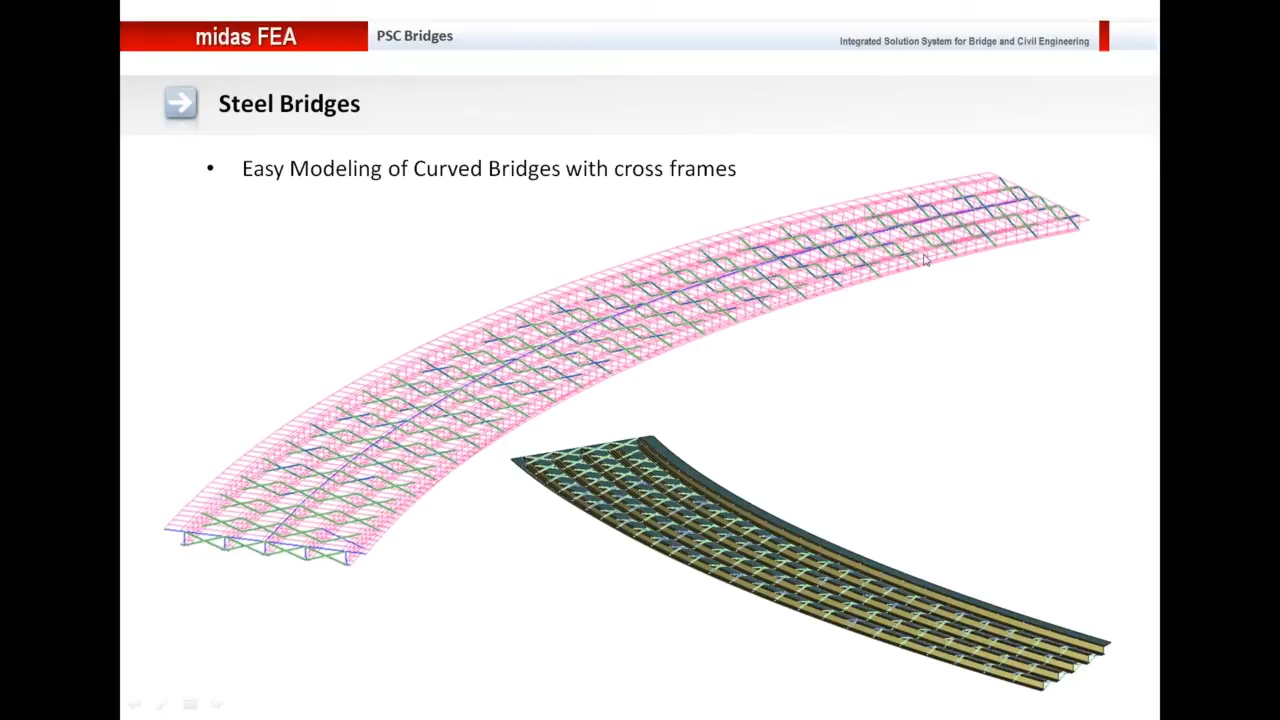 midas FEA
PSC Bridges
Integrated Solution System for Bridge and Civil Engineering
Steel Bridges
• Easy Modeling of Curved Bridges with cross frames